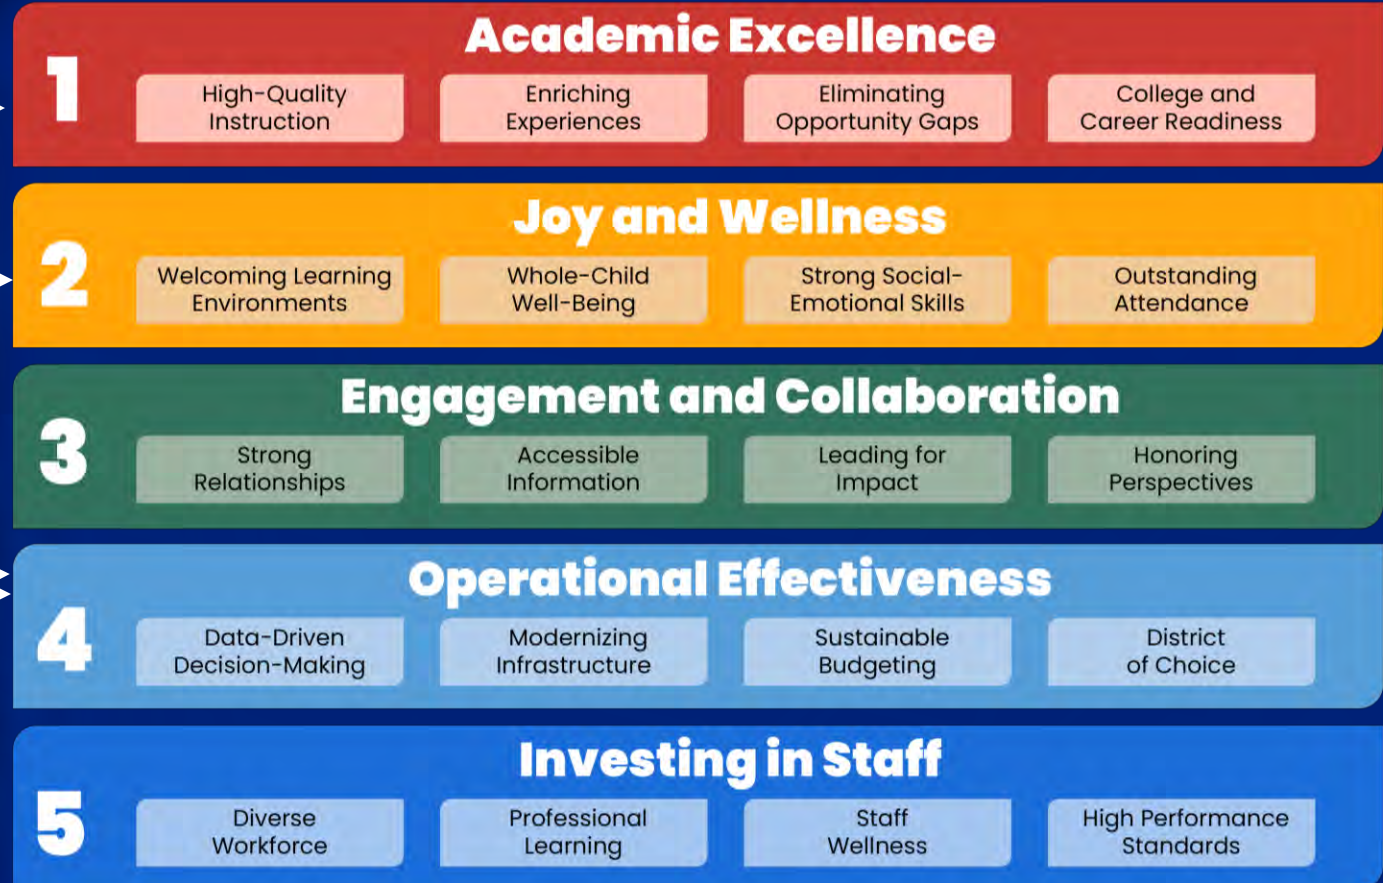 Academic Excellence
1
High-Quality
Instruction
Enriching
Experiences
Eliminating
Opportunity Gaps
College and
Career Readiness
Joy and Wellness
2
Welcoming Learning
Environments
Whole-Child
Well-Being
Strong Social-
Emotional Skills
Outstanding
Attendance
Engagement and Collaboration
3
Strong
Relationships
Accessible
Information
Leading for
Impact
Honoring
Perspectives
Operational Effectiveness
4
Data-Driven
Decision-Making
Modernizing
Infrastructure
Sustainable
Budgeting
District
of Choice
Investing in Staff
5
Diverse
Workforce
Professional
Learning
Staff
Wellness
High Performance
Standards